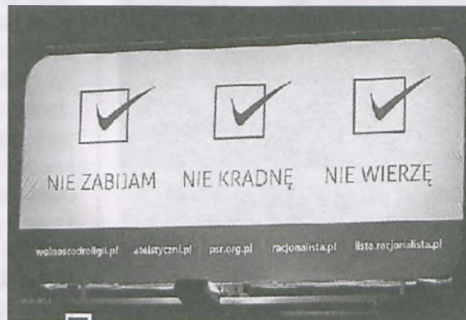 NIE ZABIJAM NIE KRADNĘ NIE WIERZĘ
wolnoscodreligii.pl ateistyczni.pl psr.org.pl racjonalista.pl lista.racjonalista.pl